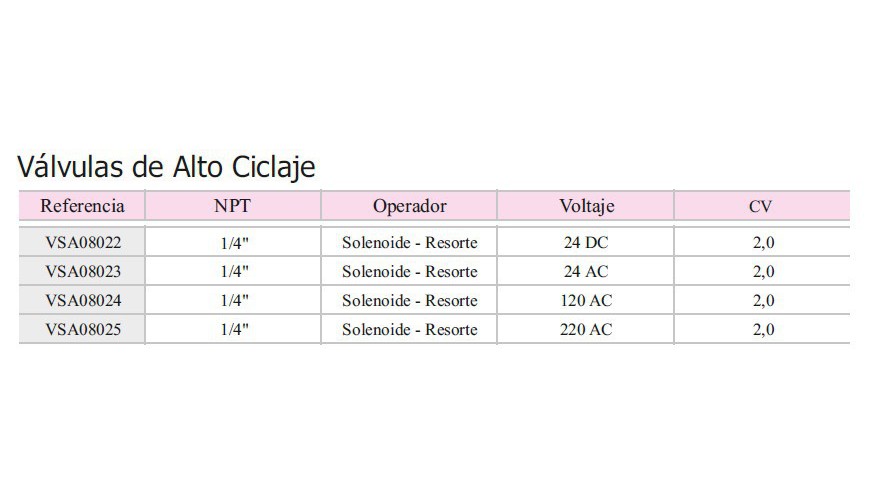 Válvulas de Alto Ciclaje
Referencia NPT Operador Voltaje CV
VSA08022 1/4" Solenoide - Resorte 24 DC 2,0
VSA08023 1/4" Solenoide - Resorte 24 AC 2,0
VSA08024 1/4" Solenoide - Resorte 120 AC 2,0
VSA08025 1/4" Solenoide - Resorte 220 AC 2,0